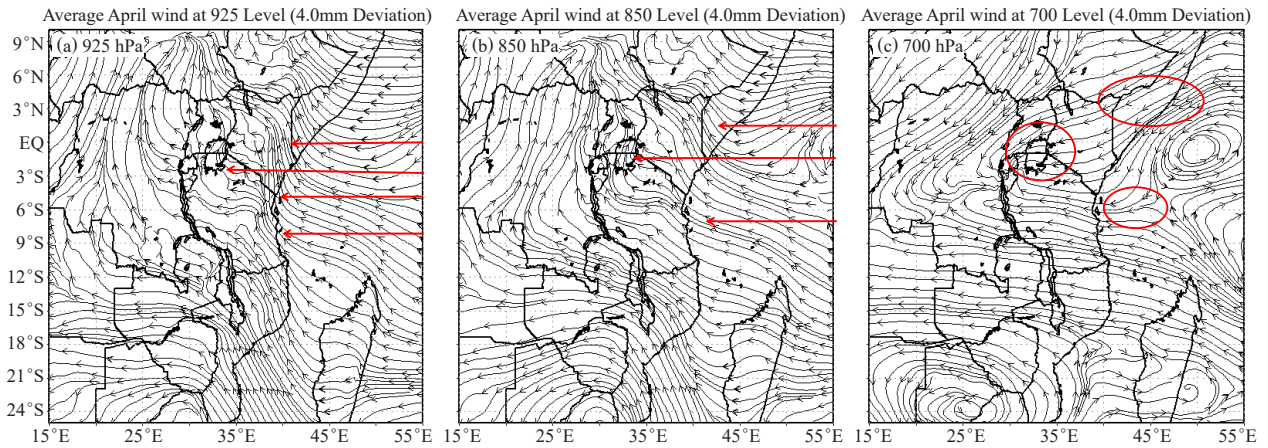 Average April wind at 925 Level (4.0mm Deviation)
Average April wind at 850 Level (4.0mm Deviation)
Average April wind at 700 Level (4.0mm Deviation)
(a) 925 hPa
(b) 850 hPa
(c) 700 hPa
9°N
6°N
3°N
EQ
3°S
6°S
9°S
12°S
15°S
18°S
21°S
24°S
15°E 25°E 35°E 45°E 55°E
15°E 25°E 35°E 45°E 55°E
15°E 25°E 35°E 45°E 55°E